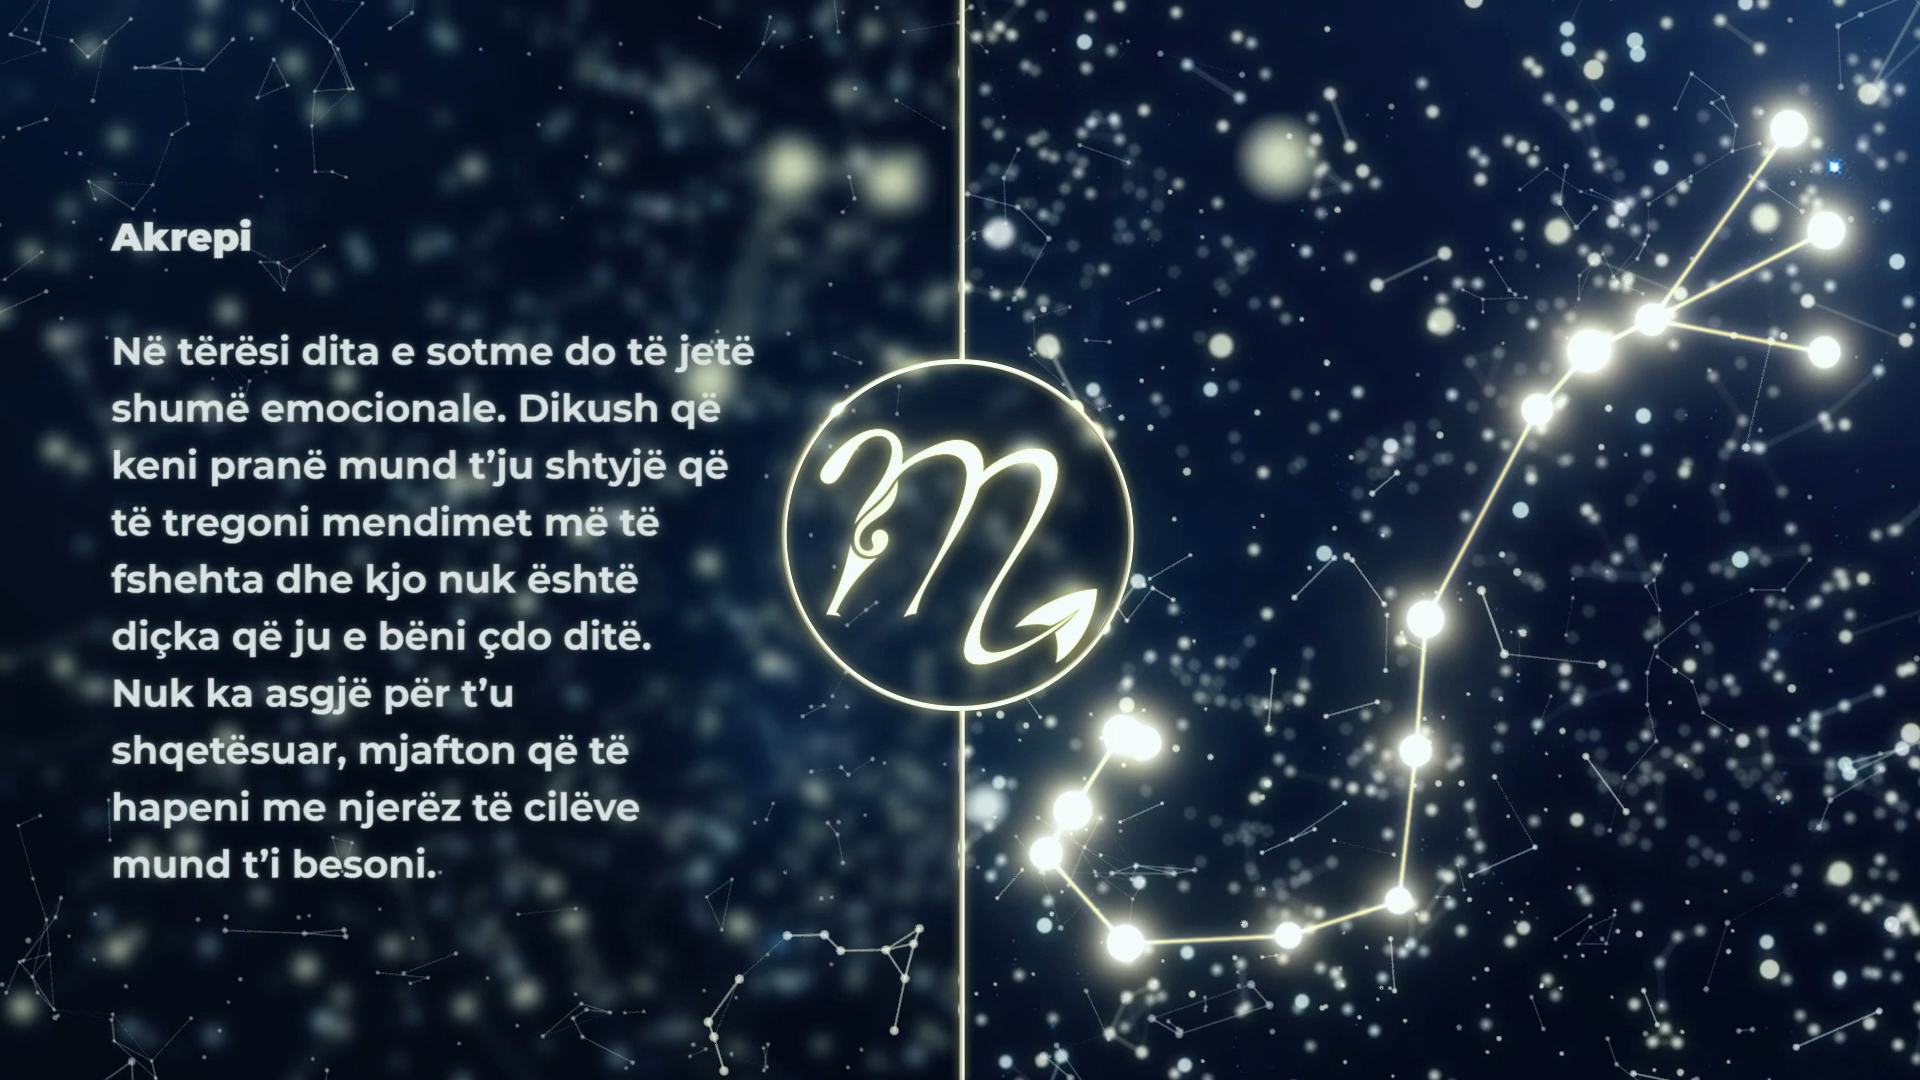 Akrepi
Në tërësi dita e sotme do të jetë
shumë emocionale. Dikush që
keni pranë mund t’ju shtyjë që
të tregoni mendimet më të
fshehta dhe kjo nuk është
diçka që ju e bëni çdo ditë.
Nuk ka asgjë për t’u
shqetësuar, mjafton që të
hapeni me njerëz të cilëve
mund t’i besoni.